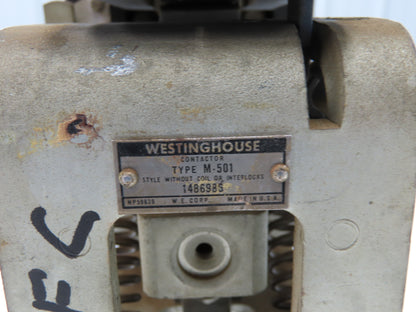 WESTINGHOUSE
CONTACTOR
TYPE M-501
STYLE WITHOUT COIL OR INTERLOCKS
1486985
W.E.CORP. MADE IN U.S.A.
FC